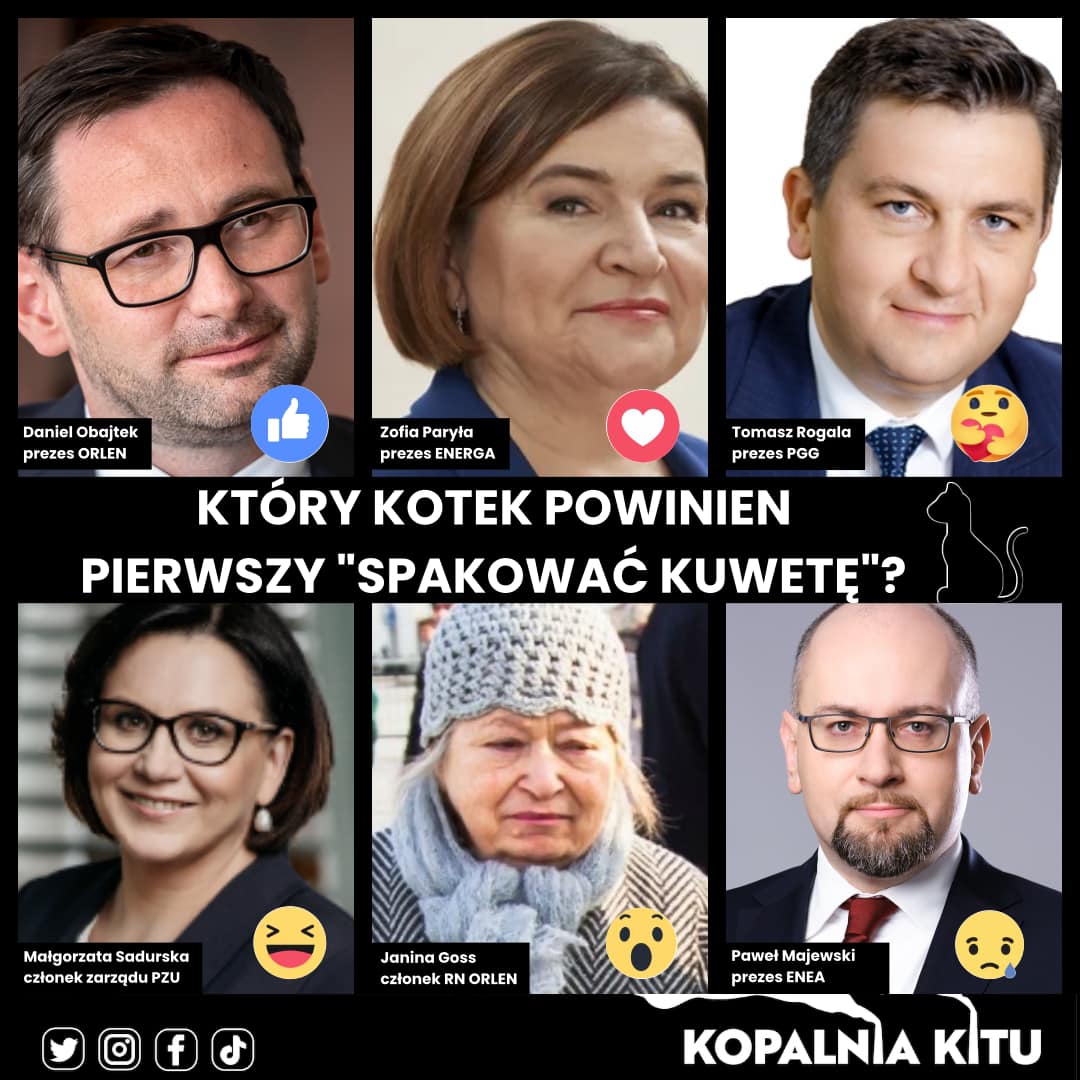 Daniel Obajtek
prezes ORLEN
Zofia Paryła
prezes ENERGA
Tomasz Rogala
prezes PGG
KTÓRY KOTEK POWINIEN
PIERWSZY "SPAKOWAĆ KUWETĘ"?
Małgorzata Sadurska
członek zarządu PZU
Janina Goss
członek RN ORLEN
Paweł Majewski
prezes ENEA
KOPALNIA KITU